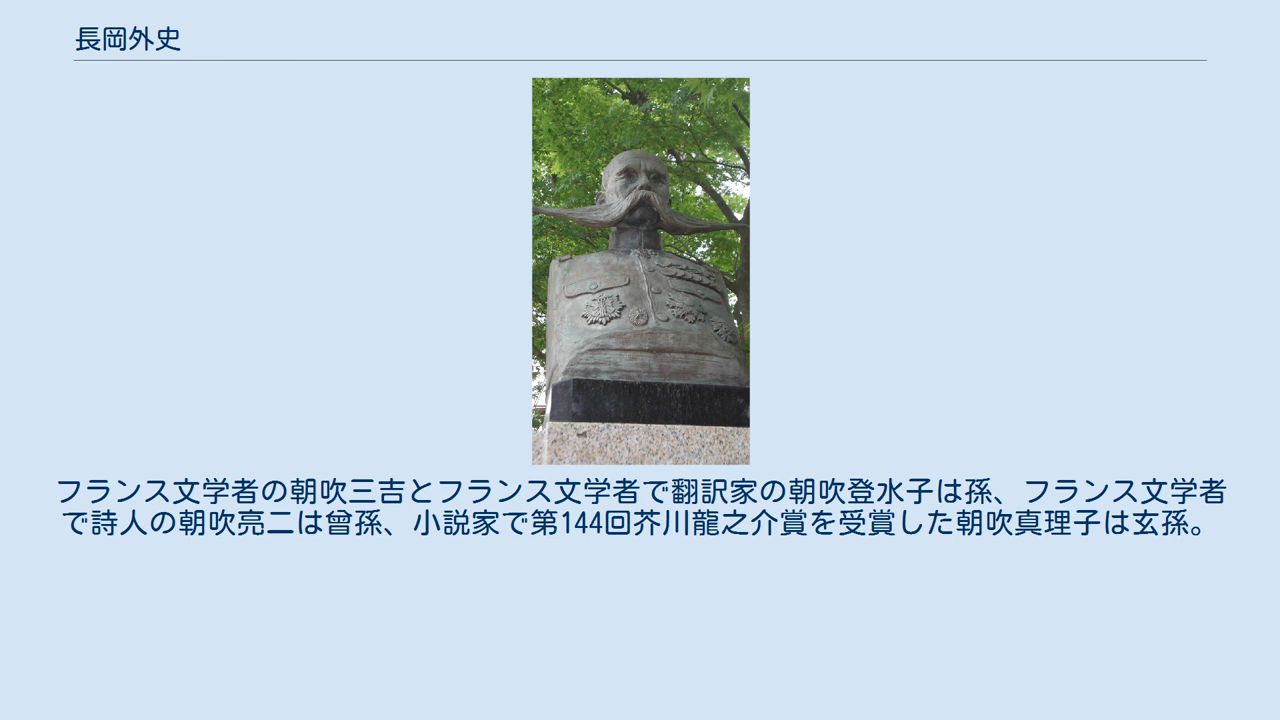 長岡外史
フランス文学者の朝吹三吉とフランス文学者で翻訳家の朝吹登水子は孫、フランス文学者
で詩人の朝吹亮二は曾孫、小説家で第144回芥川龍之介賞を受賞した朝吹真理子は玄孫。